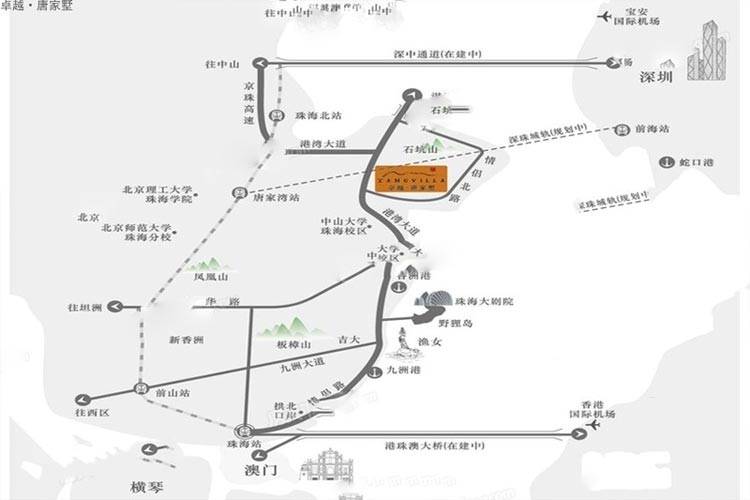 卓越·唐家墅
往中山
宝安
国际机场
往中山
深中通道(在建中)
深圳
京珠高速
石坑
珠海北站
深珠城轨(规划中)
前海站
港湾大道
石坑山
蛇口港
情侣北路
TANGVILLA
卓越·唐家墅
北京理工大学
珠海学院
唐家湾站
深珠城轨(规划中)
北京
北京师范大学
珠海分校
中山大学
珠海校区
港湾大道
大学
凤凰山
香洲港
往坦洲
路
珠海大剧院
野狸岛
新香洲
板樟山
吉大
渔女
九洲大道
九洲港
前山站
情侣路
往西区
拱北
口岸
香港
国际机场
珠海站
港珠澳大桥(在建中)
澳门
横琴